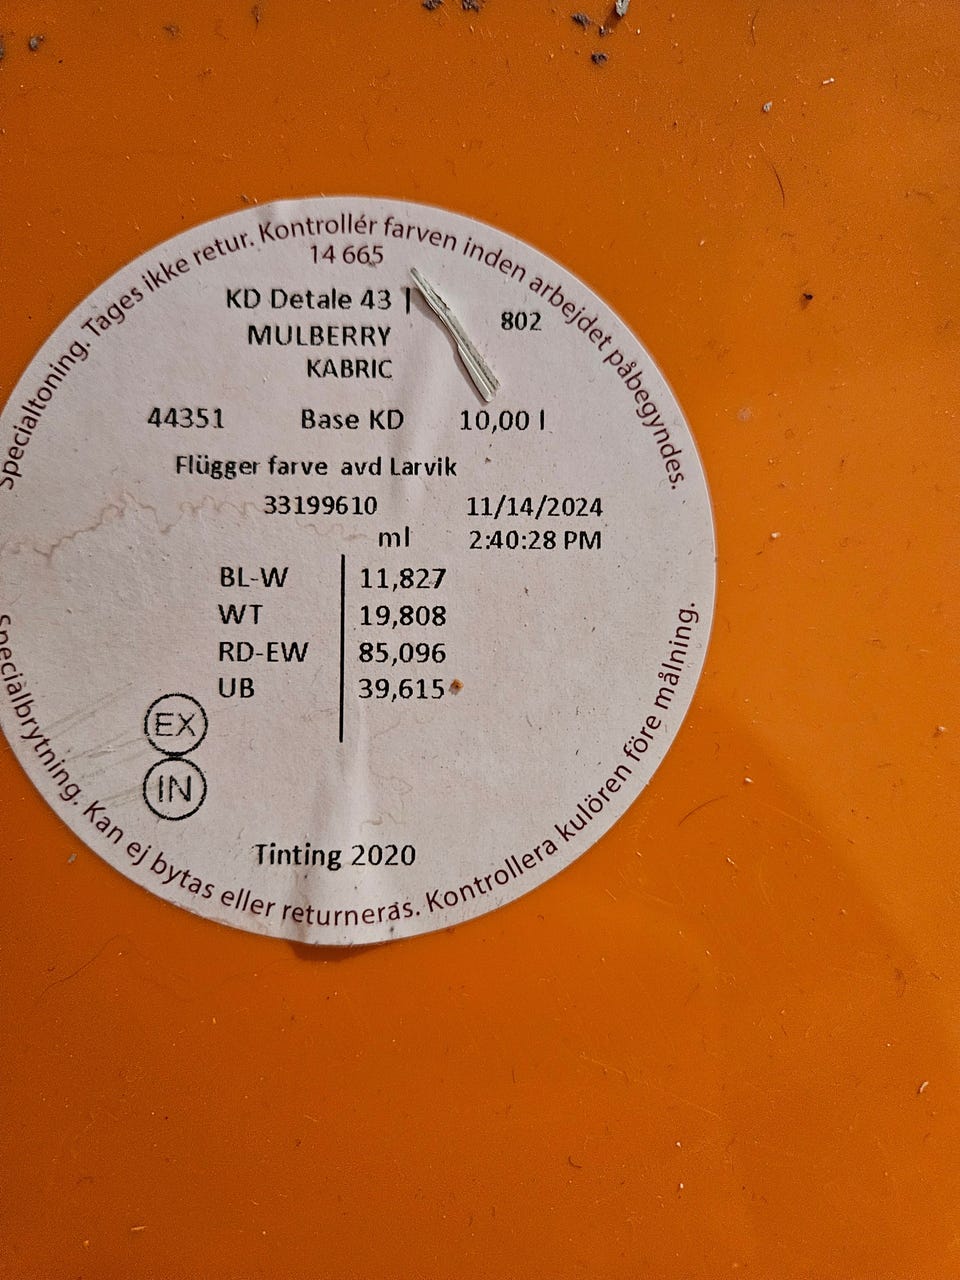 Specialtoning. Tages ikke retur. Kontrollér farven inden arbejdet påbegyndes.
14 665
KD Detale 43 |
802
MULBERRY
KABRIC
44351 Base KD 10,00 l
Flügger farve avd Larvik
33199610 11/14/2024
ml 2:40:28 PM
BL-W 11,827
WT 19,808
RD-EW 85,096
UB 39,615
EX
IN
Tinting 2020
Specialbrytning. Kan ej bytas eller returneras. Kontrollera kulören före målning.